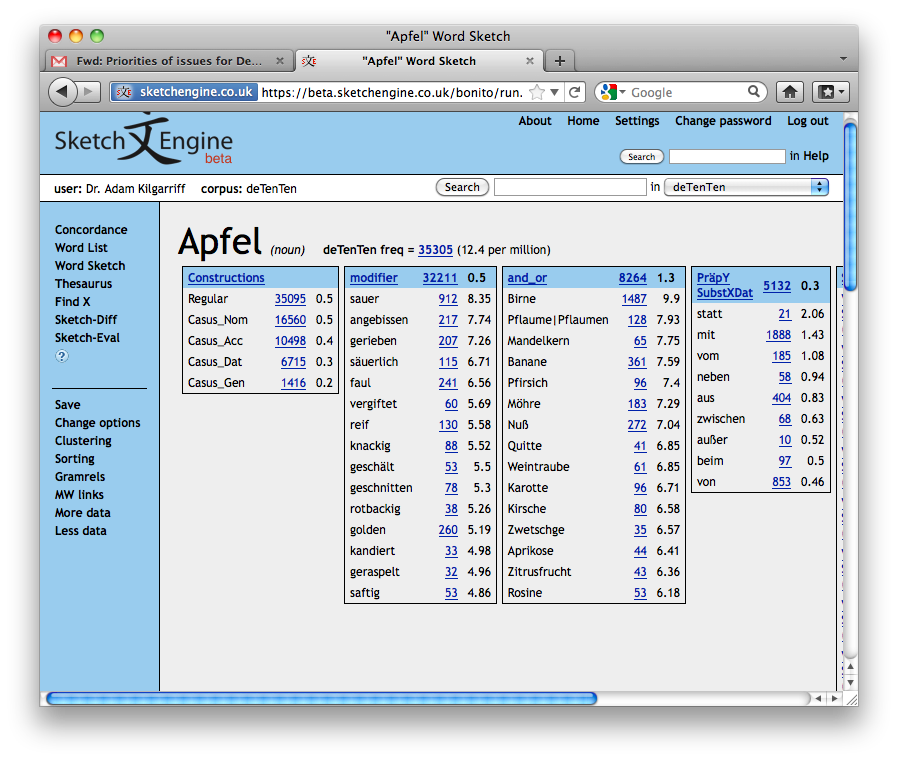 "Apfel" Word Sketch
Fwd: Priorities of issues for De...
"Apfel" Word Sketch
sketchengine.co.uk https://beta.sketchengine.co.uk/bonito/run.
Google
Sketch 文 Engine
beta
About Home Settings Change password Log out
Search in Help
user: Dr. Adam Kilgarriff corpus: deTenTen
Search in deTenTen
Concordance
Word List
Word Sketch
Thesaurus
Find X
Sketch-Diff
Sketch-Eval
?
Save
Change options
Clustering
Sorting
Gramrels
MW links
More data
Less data
Apfel (noun) deTenTen freq = 35305 (12.4 per million)
Constructions
Regular 35095 0.5
Casus_Nom 16560 0.5
Casus_Acc 10498 0.4
Casus_Dat 6715 0.3
Casus_Gen 1416 0.2
modifier 32211 0.5
sauer 912 8.35
angebissen 217 7.74
gerieben 207 7.26
säuerlich 115 6.71
faul 241 6.56
vergiftet 60 5.69
reif 130 5.58
knackig 88 5.52
geschält 53 5.5
geschnitten 78 5.3
rotbackig 38 5.26
golden 260 5.19
kandiert 33 4.98
geraspelt 32 4.96
saftig 53 4.86
and_or 8264 1.3
Birne 1487 9.9
Pflaume|Pflaumen 128 7.93
Mandelkern 65 7.75
Banane 361 7.59
Pfirsich 96 7.4
Möhre 183 7.29
Nuß 272 7.04
Quitte 41 6.85
Weintraube 61 6.85
Karotte 96 6.71
Kirsche 80 6.58
Zwetschge 35 6.57
Aprikose 44 6.41
Zitrusfrucht 43 6.36
Rosine 53 6.18
PräpY
SubstXDat 5132 0.3
statt 21 2.06
mit 1888 1.43
vom 185 1.08
neben 58 0.94
aus 404 0.83
zwischen 68 0.63
außer 10 0.52
beim 97 0.5
von 853 0.46